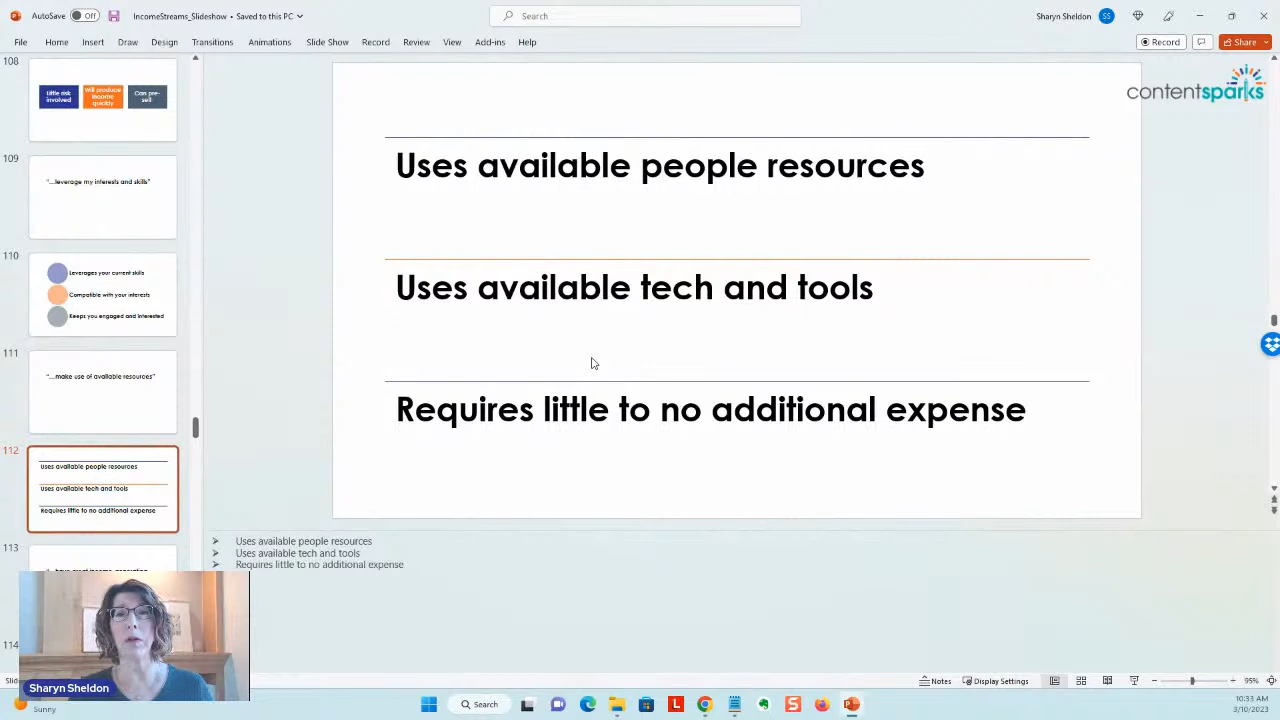 AutoSave Off IncomeStreams_Slideshow • Saved to this PC Search Sharyn Sheldon SS
File Home Insert Draw Design Transitions Animations Slide Show Record Review View Add-ins Help Record Share
108
Little risk involved
Will produce income quickly
Can pre-sell
109
"...leverage my interests and skills"
110
Leverages your current skills
Compatible with your interests
Keeps you engaged and interested
111
"...make use of available resources"
112
Uses available people resources
Uses available tech and tools
Requires little to no additional expense
113
114
contentsparks
Uses available people resources
Uses available tech and tools
Requires little to no additional expense
Uses available people resources
Uses available tech and tools
Requires little to no additional expense
Sharyn Sheldon
Notes Display Settings 95%
Sunny
Search
L
S
10:33 AM
3/10/2023